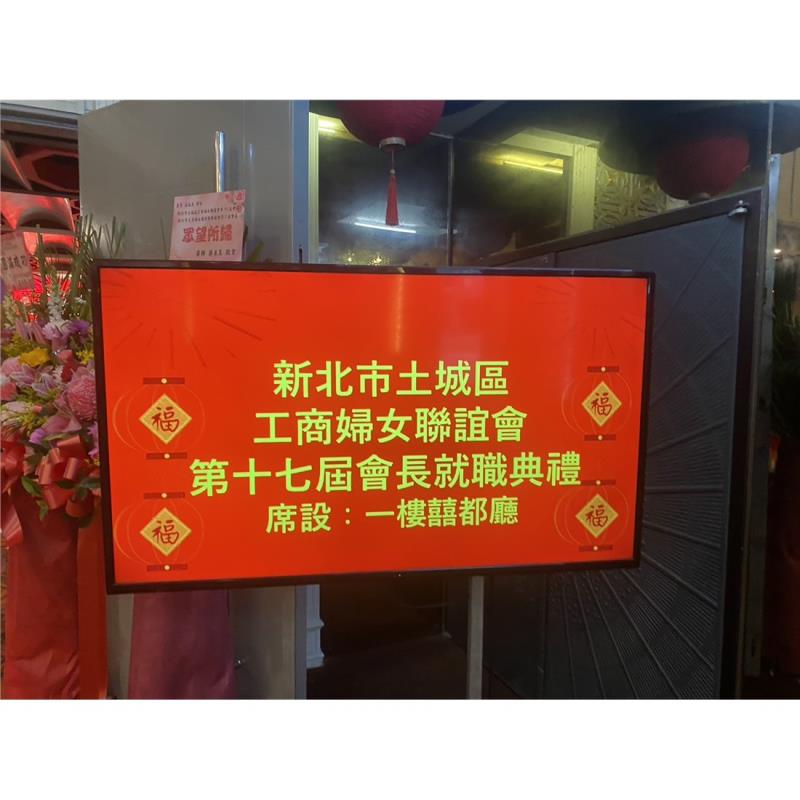 眾望所歸
新北市土城區
工商婦女聯誼會
第十七屆會長就職典禮
席設：一樓囍都廳
福
福
福
福